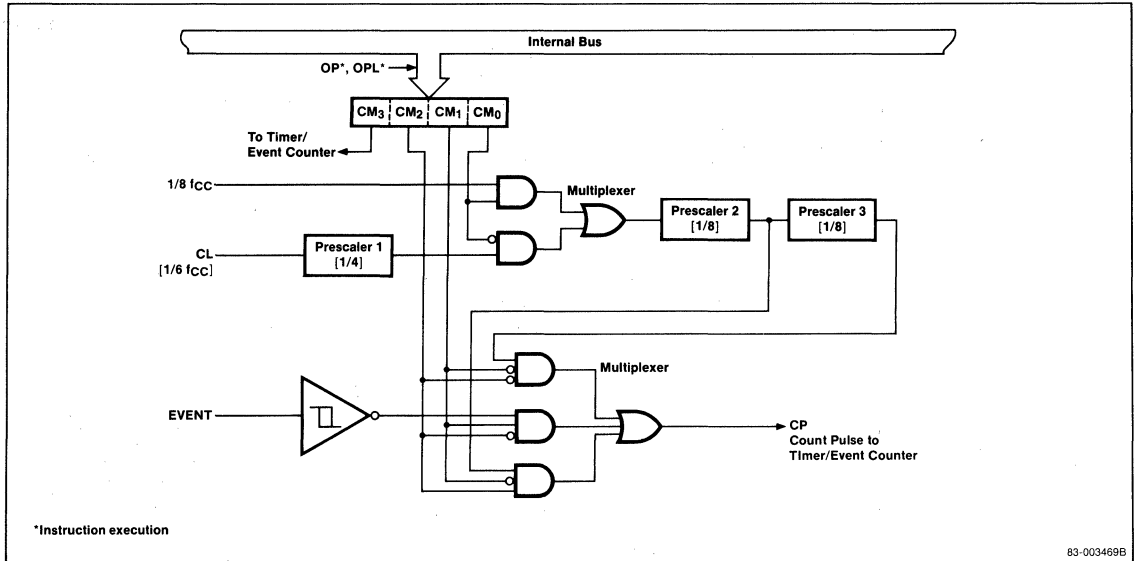 Internal Bus
OP*, OPL*
CM3 CM2 CM1 CM0
To Timer/
Event Counter
1/8 fCC
Multiplexer
Prescaler 2
[1/8]
Prescaler 3
[1/8]
CL
[1/6 fCC]
Prescaler 1
[1/4]
Multiplexer
EVENT
CP
Count Pulse to
TImer/Event Counter
*Instruction execution
83-003469B